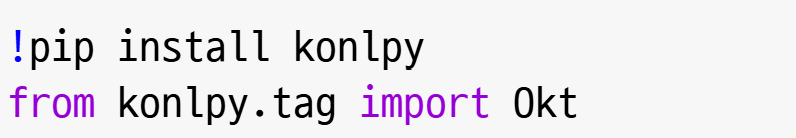 !pip install konlpy
from konlpy.tag import Okt